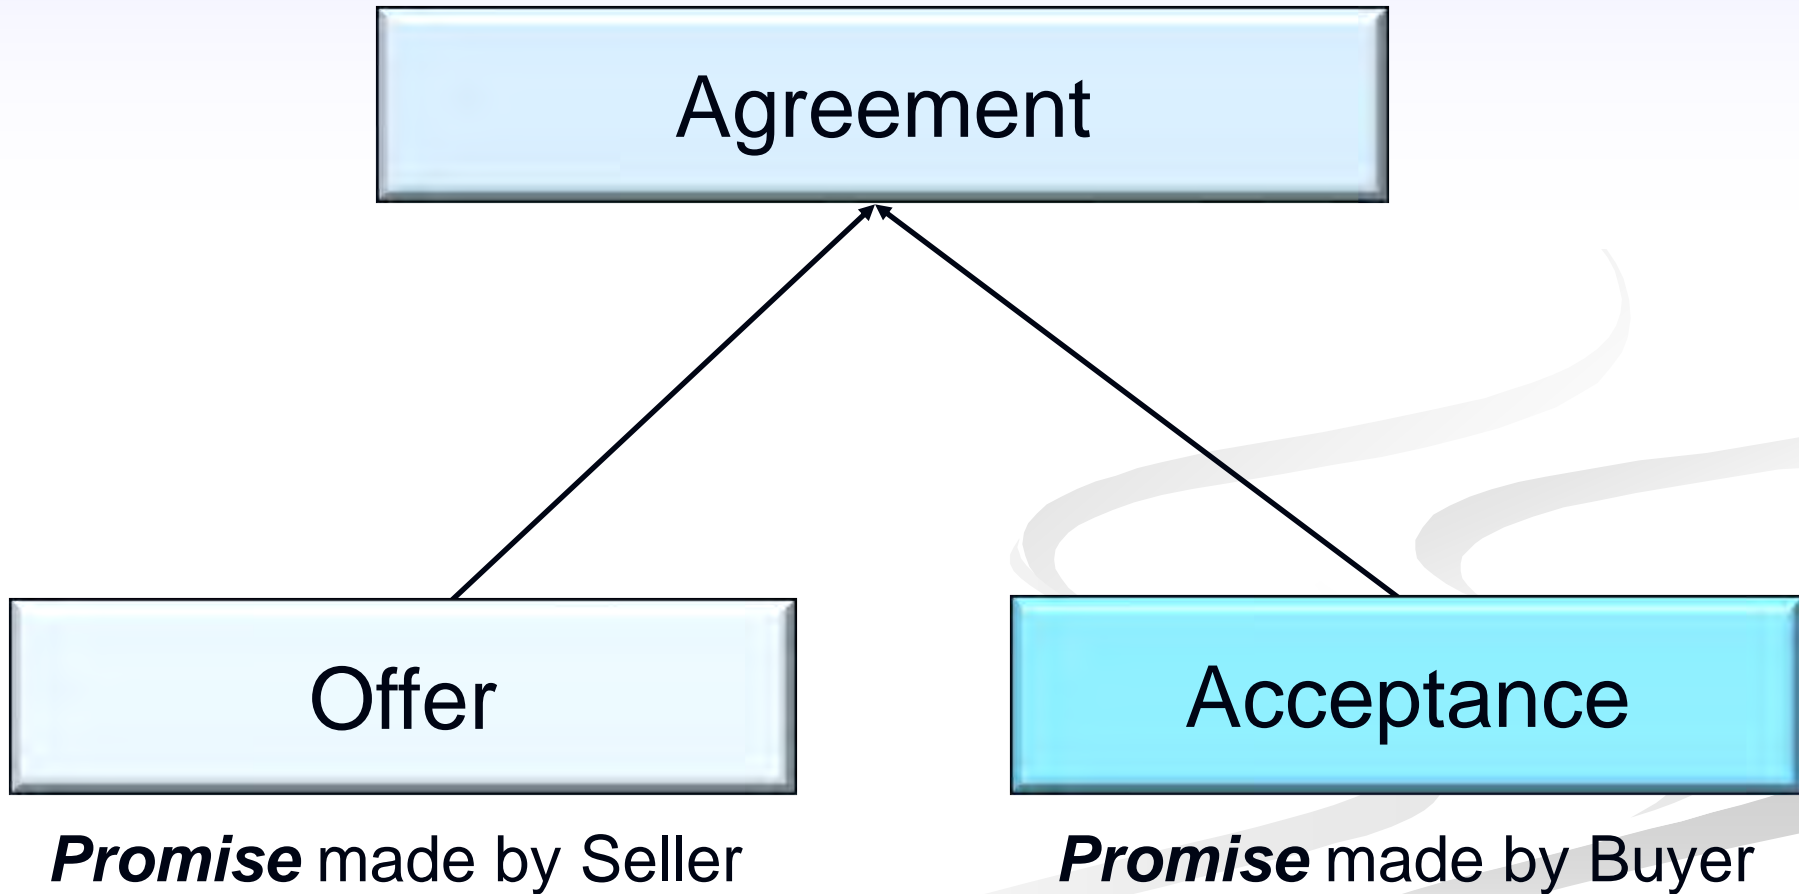 Agreement
Offer
Acceptance
Promise made by Seller
Promise made by Buyer